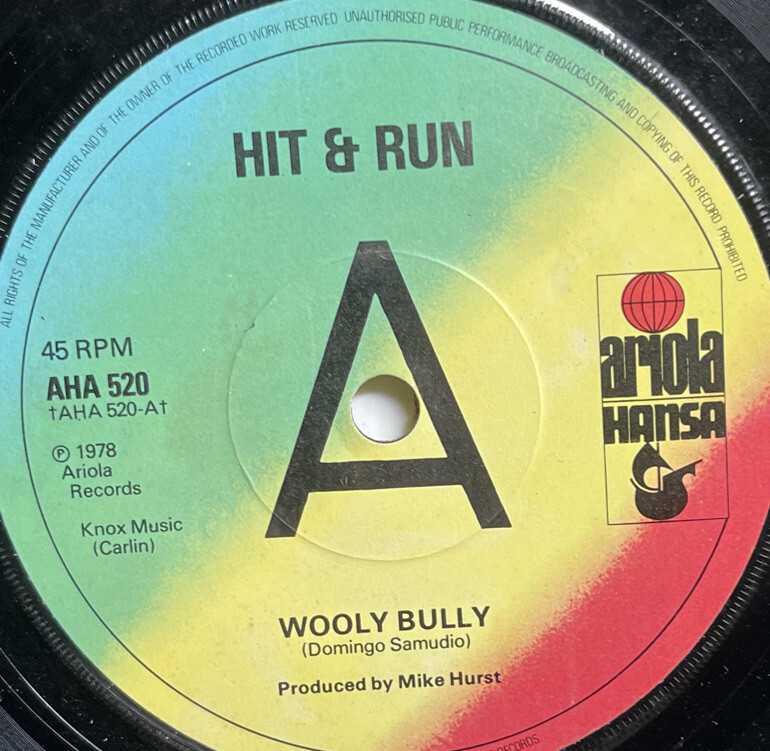 ALL RIGHTS OF THE MANUFACTURER AND OF THE OWNER OF THE RECORDED WORK RESERVED UNAUTHORISED PUBLIC PERFORMANCE BROADCASTING AND COPYING OF THIS RECORD PROHIBITED
HIT & RUN
A
45 RPM
AHA 520
†AHA 520-A†
℗ 1978
Ariola
Records
Knox Music
(Carlin)
ariola
HANSA
WOOLY BULLY
(Domingo Samudio)
Produced by Mike Hurst
RECORDS